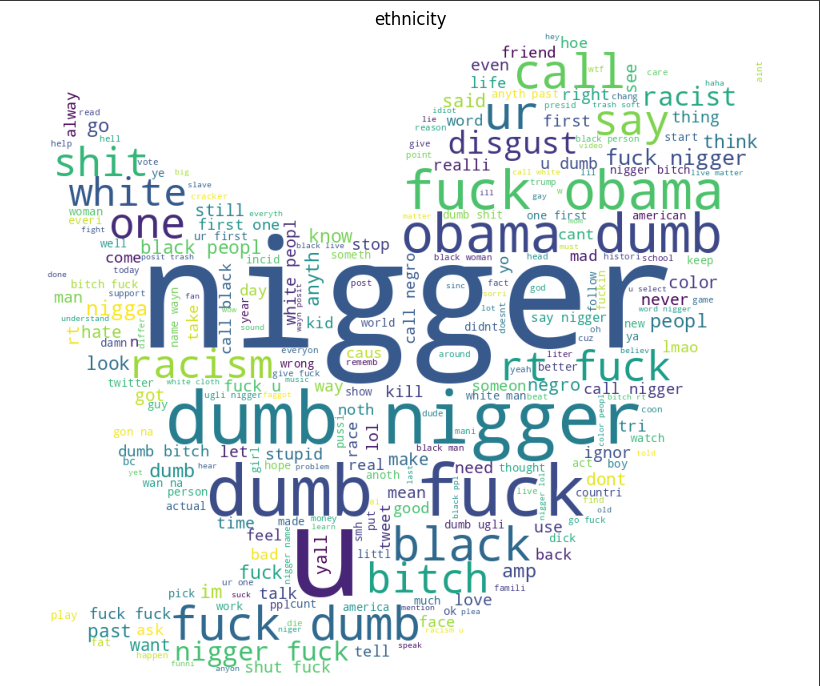 ethnicity
hey hoe
friend
even call wtf see care aint
life anyth past right chang haha
alway read said presid trash sort racist
idiot ur say
go lie word first thing
help hell reason disgust black person start think
give video
shit vote point u dumb fuck nigger
ye big realli call white lil nigger bitch live matter
white slave ill trump
cracker fuck obama
woman one still everyth matter dumb shit one first american
everi first one mom
fight ur first know obama dumb
well black peopl black live stop cant must
come posit trash incid someth black woman head mad histori school keep
done today white peopl anyth call negro yo god u select color
bitch fuck support fan post sinc fact follow fuckin never game
man name wayn call black day year wayn posit sorri
nigga take wow nigger lot say nigger word nigger
understand rt differ sound kid world didnt doesnt oh new peopl
hate cuz ya
damn n everyon caus around liter believ lmao
look racism wrong rememb yeah rt fuck
white cloth give fuck better
twitter fuck u music way show kill someon negro call nigger
got ugli nigger faggot white man beat bitch rt
guy noth dude coon
gon na dumb nigger color peopl tri
pussi race lol mani watch
dumb bitch let stupid black man ignor told
bc girl make
yet dumb hear hope real need thought act boy
wan na problem anoth last dont
person dumb fuck mean black ppl live countri
actual good nigger lol find old
time made money tweet dumb ugli use go fuck
feel learn smh put dick
u yall black
bad nigger name littl back
fuck ur one bitch amp
pick im suck talk famili
work pplcunt america much love
play fuck fuck mention ok plea
past ask die fuck dumb face
fat niger racism u
want nigger fuck speak
happen tell
funni anyon shut fuck